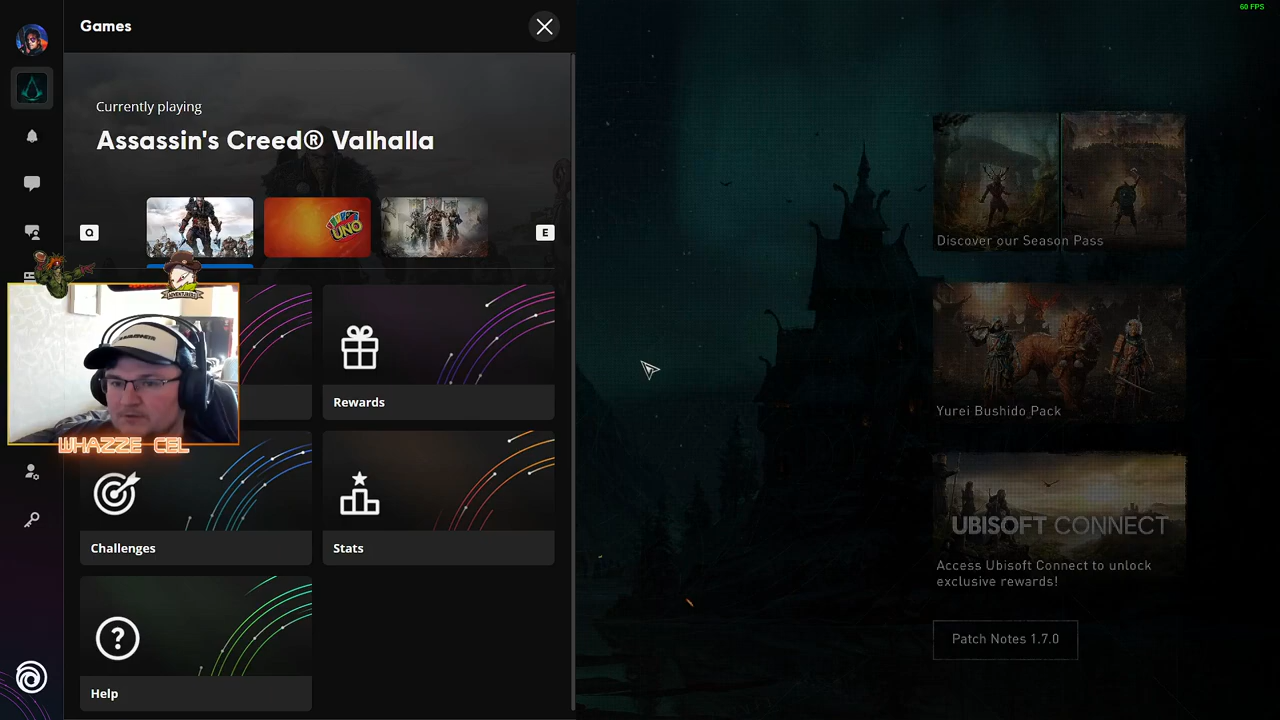 60 FPS
Games
Currently playing
Assassin's Creed® Valhalla
Q
UNO
E
Discover our Season Pass
ADVENTURES
Rewards
Yurei Bushido Pack
WHAZZE CEL
Challenges
Stats
UBISOFT CONNECT
Access Ubisoft Connect to unlock
exclusive rewards!
?
Patch Notes 1.7.0
Help